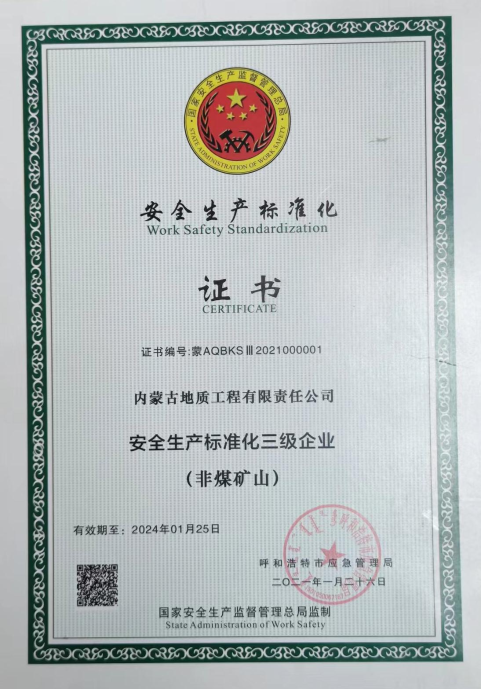 国家安全生产监督管理总局
STATE ADMINISTRATION OF WORK SAFETY
安全生产标准化
Work Safety Standardization
证书
CERTIFICATE
证书编号:蒙AQBKSⅢ2021000001
内蒙古地质工程有限责任公司
安全生产标准化三级企业
(非煤矿山)
有效期至: 2024年01月25日
呼和浩特市应急管理局
二〇二一年一月二十六日
国家安全生产监督管理总局监制
State Administration of Work Safety